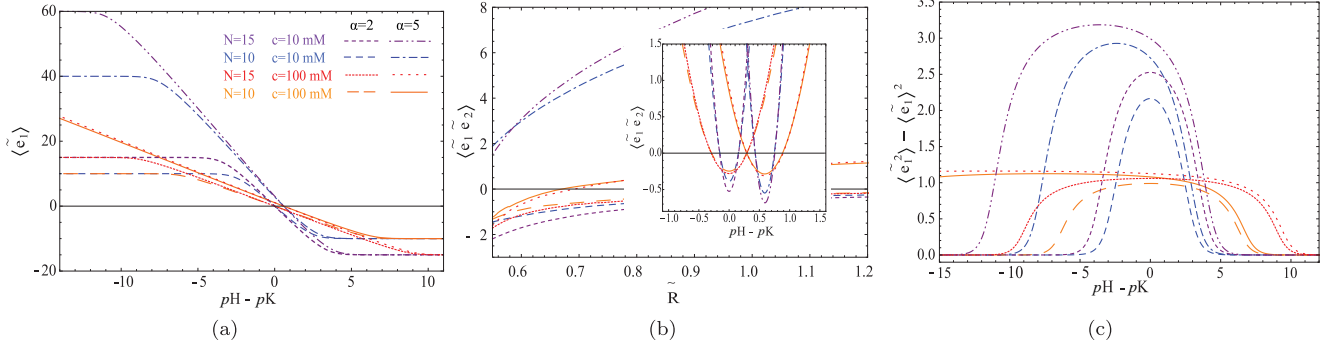 60
40
20
0
-20
-10
-5
0
5
10
⟨ẽ₁⟩
pH - pK
α=2 α=5
N=15 c=10 mM
N=10 c=10 mM
N=15 c=100 mM
N=10 c=100 mM
(a)
8
6
4
2
0
-
2
0.6 0.7 0.8 0.9 1.0 1.1 1.2
⟨ẽ₁ ẽ₂⟩
R̃
1.5
1.0
0.5
0.0
-0.5
-1.0 -0.5 0.0 0.5 1.0 1.5
pH - pK
(b)
3.5
3.0
2.5
2.0
1.5
1.0
0.5
0.0
-15 -10 -5 0 5 10
⟨ẽ₁²⟩ - ⟨ẽ₁⟩²
pH - pK
(c)